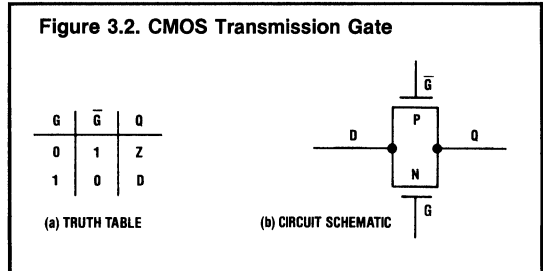 Figure 3.2. CMOS Transmission Gate
G G̅ Q
0 1 Z
1 0 D
(a) TRUTH TABLE
G̅
P
D Q
N
G
(b) CIRCUIT SCHEMATIC